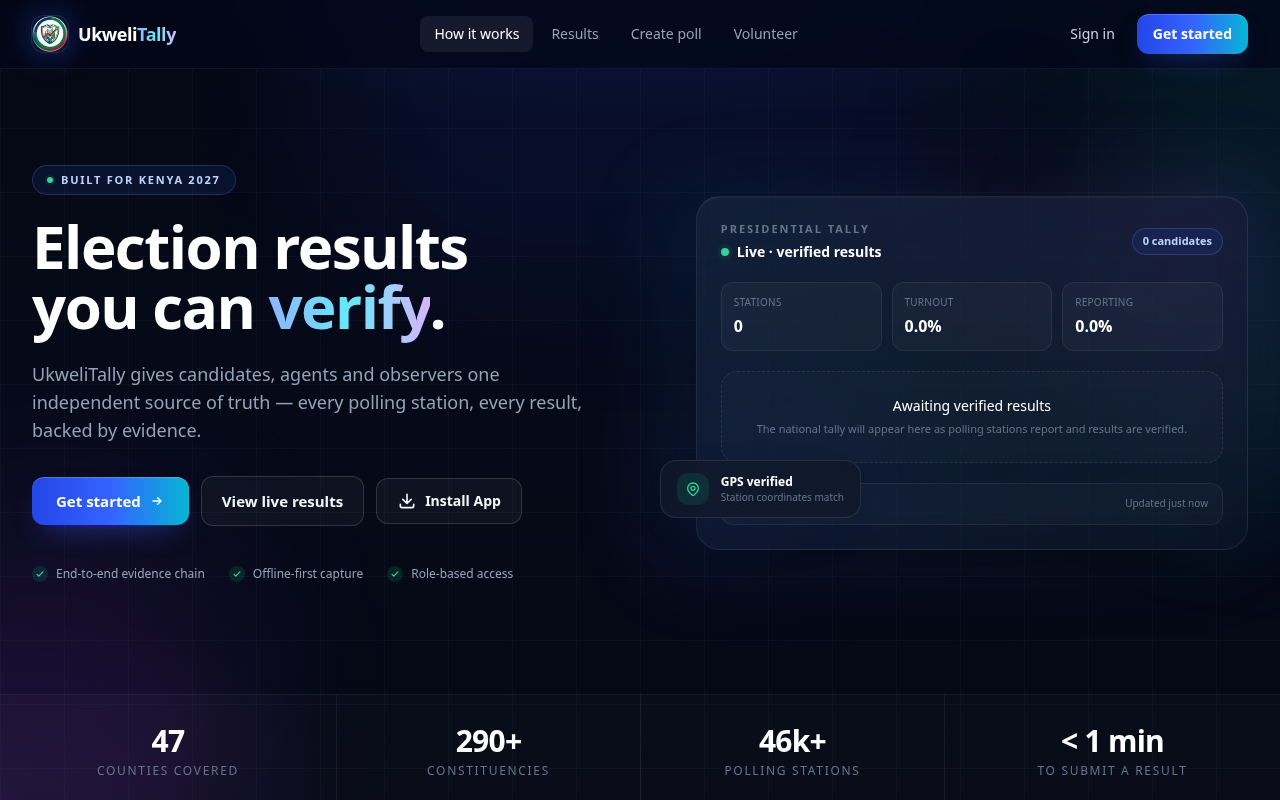 UkweliTally
How it works
Results
Create poll
Volunteer
Sign in
Get started
BUILT FOR KENYA 2027
Election results
you can verify.
UkweliTally gives candidates, agents and observers one
independent source of truth — every polling station, every result,
backed by evidence.
Get started
View live results
Install App
End-to-end evidence chain
Offline-first capture
Role-based access
PRESIDENTIAL TALLY
Live · verified results
0 candidates
STATIONS
0
TURNOUT
0.0%
REPORTING
0.0%
Awaiting verified results
The national tally will appear here as polling stations report and results are verified.
GPS verified
Station coordinates match
Updated just now
47
COUNTIES COVERED
290+
CONSTITUENCIES
46k+
POLLING STATIONS
< 1 min
TO SUBMIT A RESULT